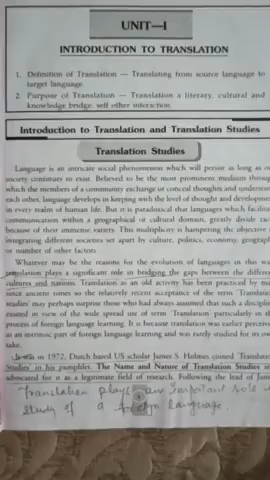 UNIT—I
INTRODUCTION TO TRANSLATION
1. Definition of Translation — Translating from source language to
target language.
2. Purpose of Translation — Translation a literary, cultural and
knowledge bridge, self other interaction.
Introduction to Translation and Translation Studies
Translation Studies
Language is an intricate social phenomenon which will persist as long as
society continues to exist. Believed to be the most prominent medium
which the members of a community exchange or conceal thoughts and
each other, language develops in keeping with the level of thought and
in every realm of human life. But it is paradoxical that languages which
communication within a geographical or cultural domain, greatly divide
because of their immense variety. This multiplicity is hampering the objective
integrating different societies set apart by culture, politics, economy,
or number of other factors.
Whatever may be the reasons for the evolution of languages in this
translation plays a significant role in bridging the gaps between the
cultures and nations. Translation as an old activity has been practiced by
since ancient times so the relatively recent acceptance of the term
studies' may perhaps surprise those who had always assumed that such a
existed in view of the wide spread use of term 'Translation particularly in
process of foreign language learning. It is because translation was earlier
as an intrinsic part of foreign language learning and was rarely studied for its
sake.
It was in 1972, Dutch based US scholar James S. Holmes coined
Studies' in his pamphlet. The Name and Nature of Translation Studies
advocated for it as a legitimate field of research. Following the lead of
Translation plays an important role
study of a foreign language.